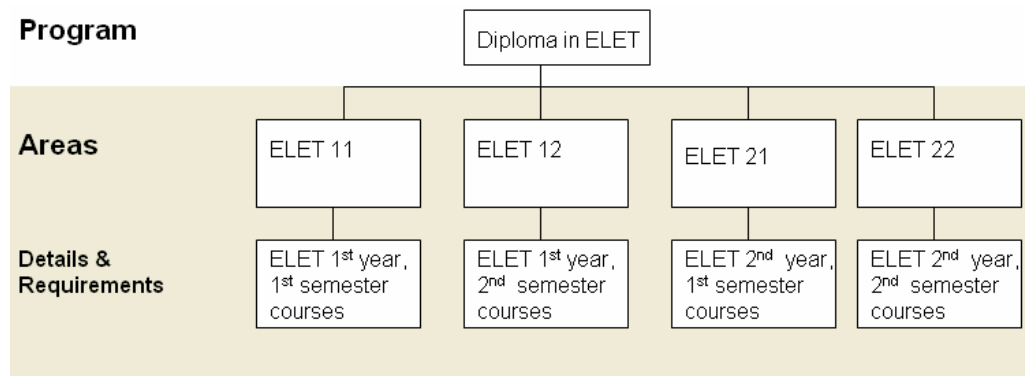 Program
Diploma in ELET
Areas
ELET 11
ELET 12
ELET 21
ELET 22
Details &
Requirements
ELET 1st year,
1st semester
courses
ELET 1st year,
2nd semester
courses
ELET 2nd year,
1st semester
courses
ELET 2nd year,
2nd semester
courses